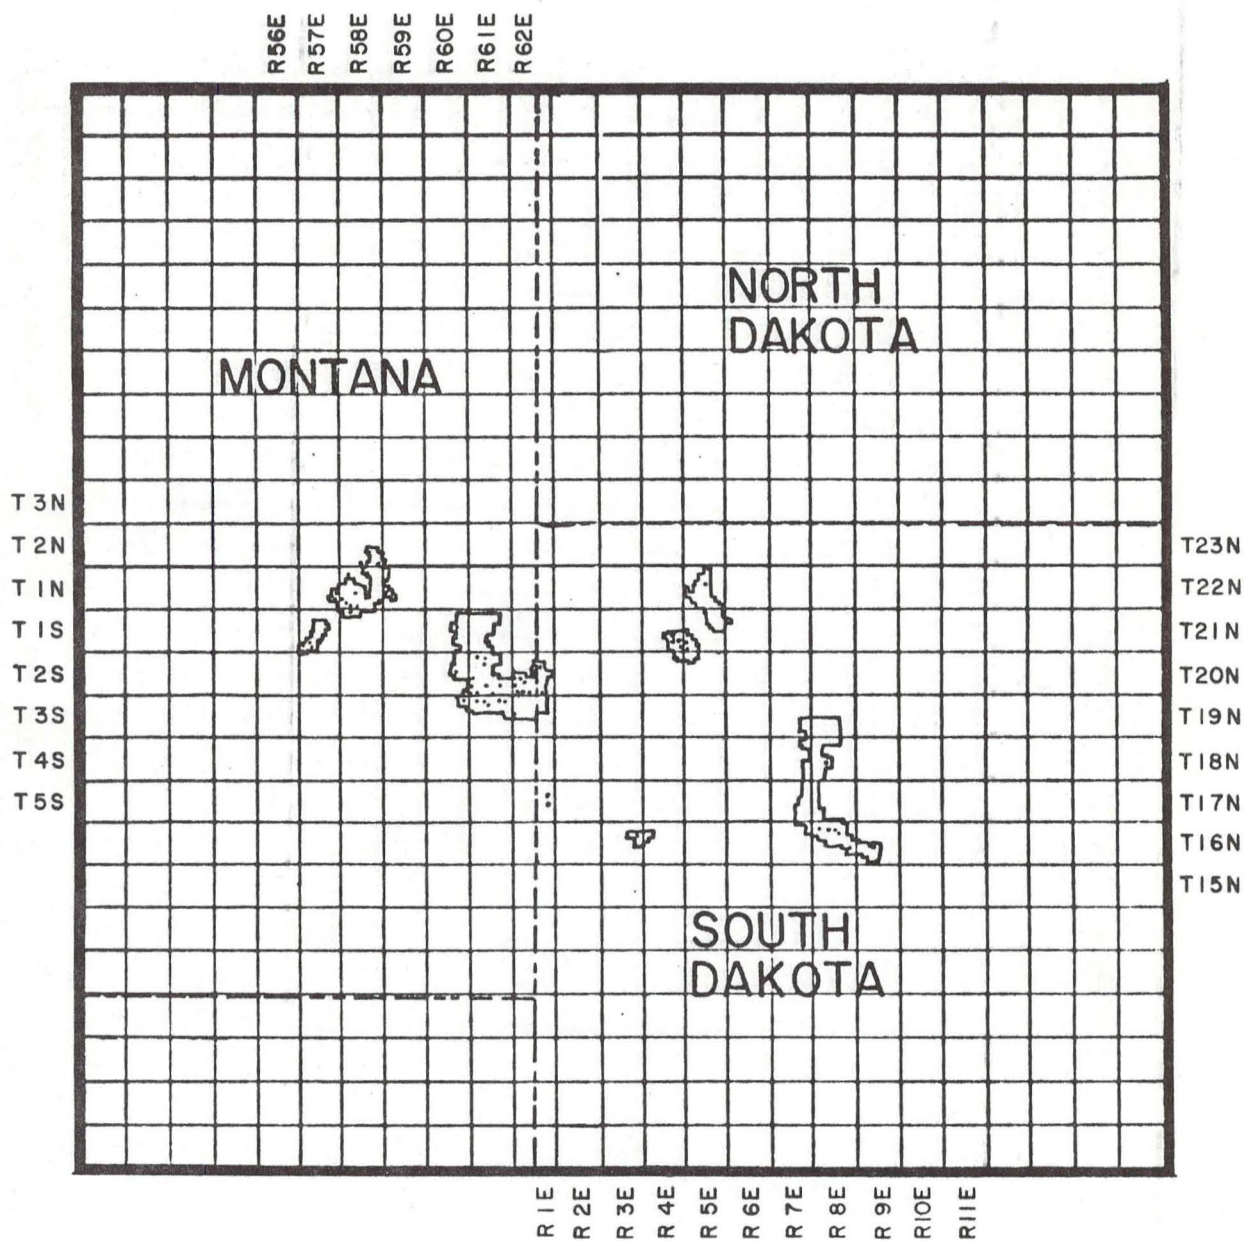 R56E
R57E
R58E
R59E
R60E
R61E
R62E
NORTH
DAKOTA
MONTANA
T3N
T2N
T1N
T1S
T2S
T3S
T4S
T5S
T23N
T22N
T21N
T20N
T19N
T18N
T17N
T16N
T15N
SOUTH
DAKOTA
R1E
R2E
R3E
R4E
R5E
R6E
R7E
R8E
R9E
R10E
R11E